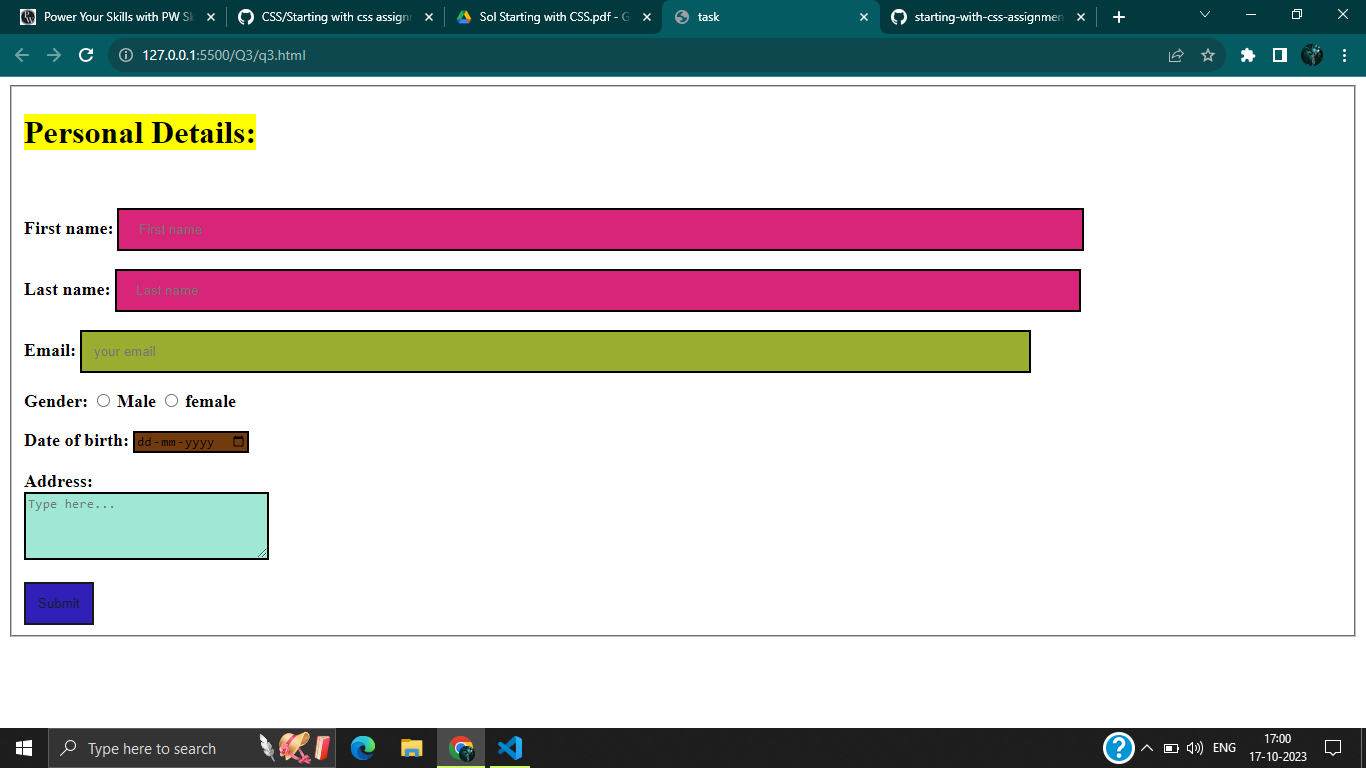 Power Your Skills with PW Sk
CSS/Starting with css assignm
Sol Starting with CSS.pdf - G
task
starting-with-css-assignmen
127.0.0.1:5500/Q3/q3.html
Personal Details:
First name: First name
Last name: Last name
Email: your email
Gender: Male female
Date of birth: dd-mm-yyyy
Address:
Type here...
Submit
Type here to search
?
ENG
17:00
17-10-2023